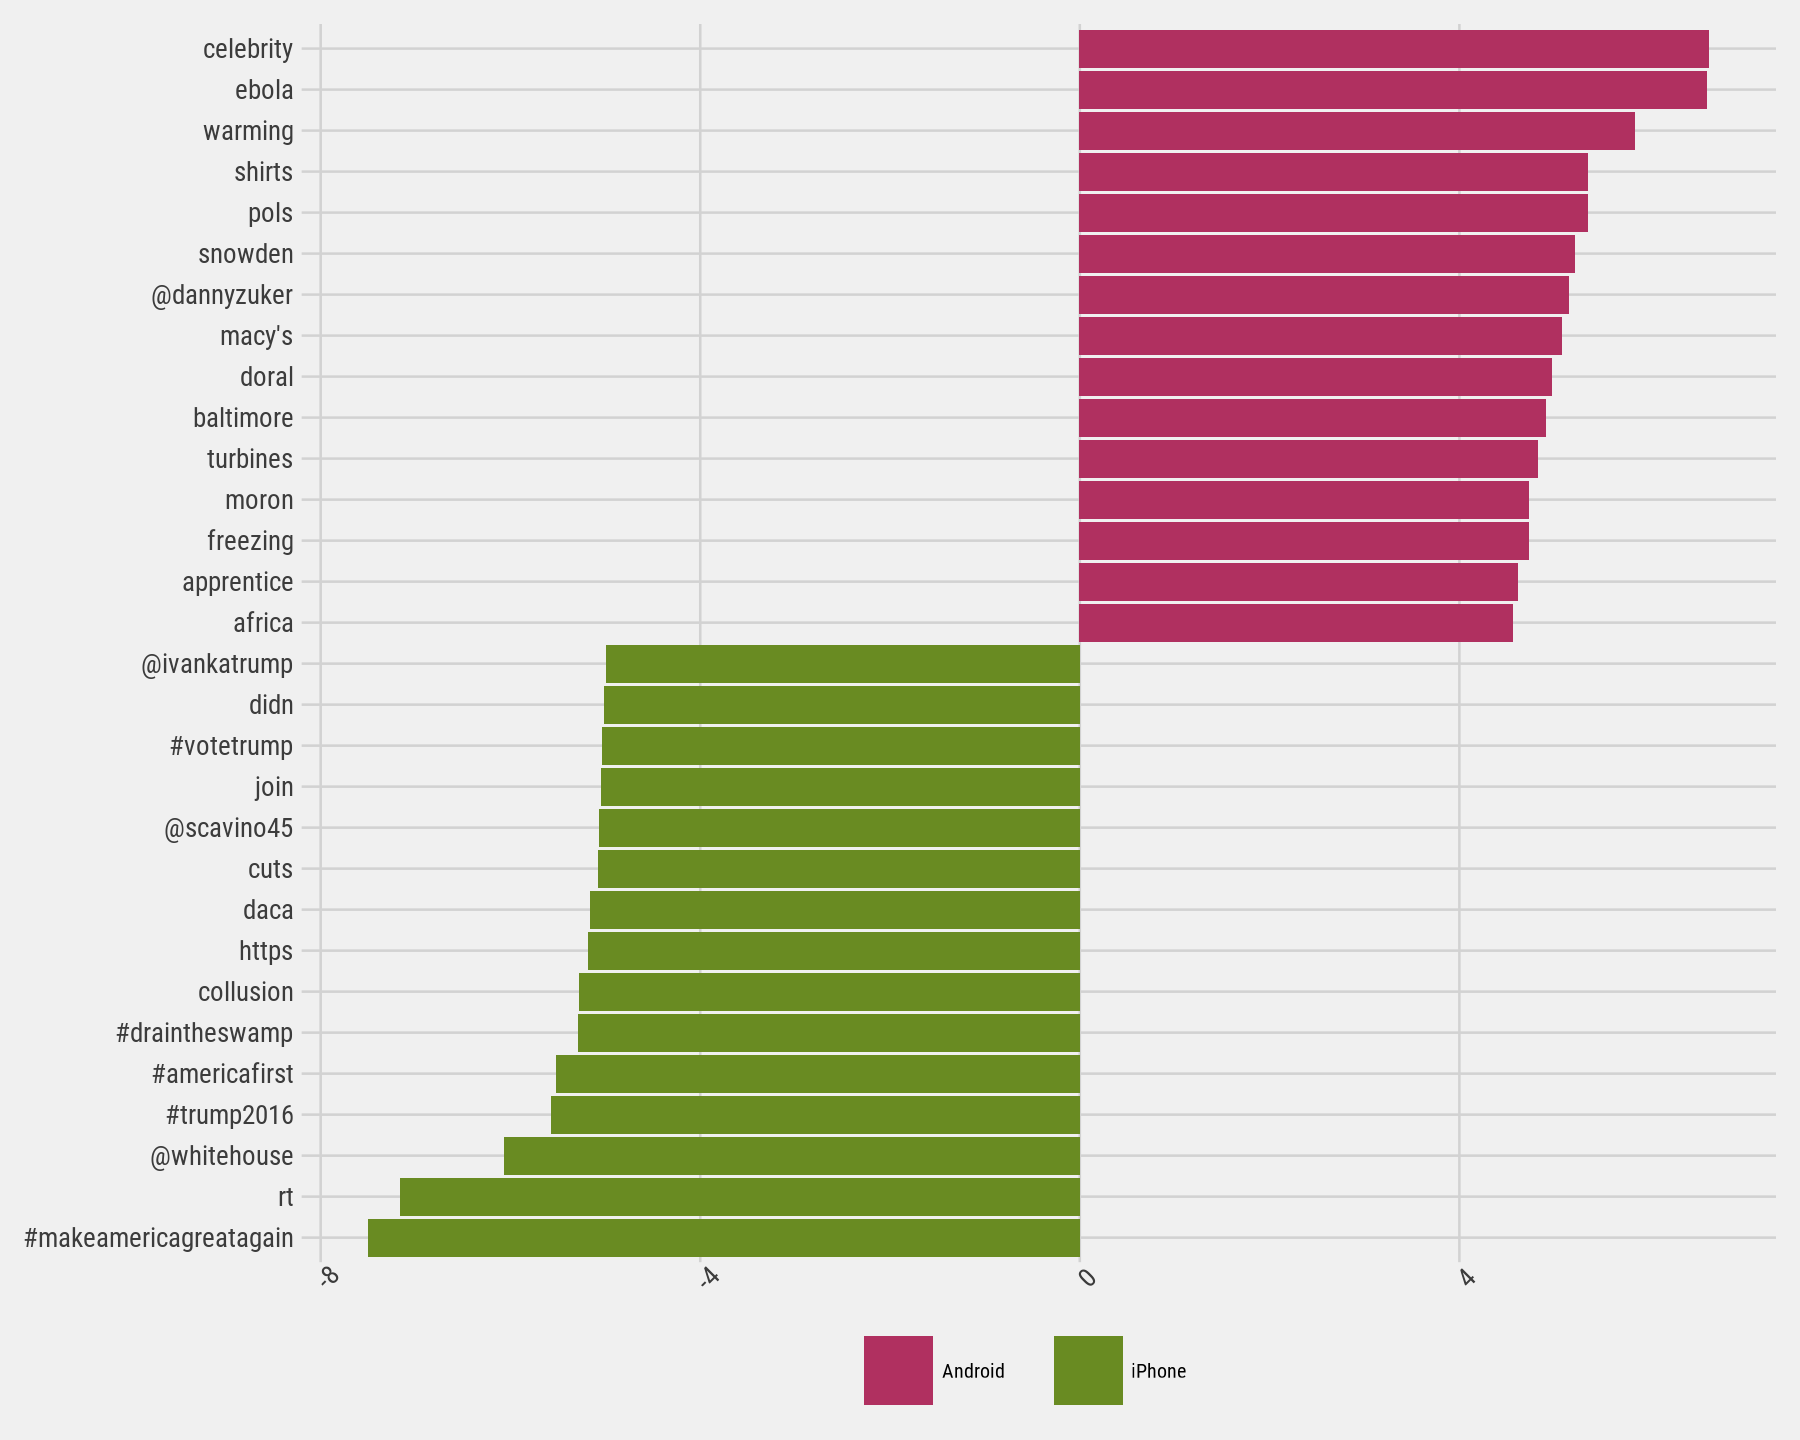 celebrity
ebola
warming
shirts
pols
snowden
@dannyzuker
macy's
doral
baltimore
turbines
moron
freezing
apprentice
africa
@ivankatrump
didn
#votetrump
join
@scavino45
cuts
daca
https
collusion
#draintheswamp
#americafirst
#trump2016
@whitehouse
rt
#makeamericagreatagain
-8 -4 0 4
Android iPhone